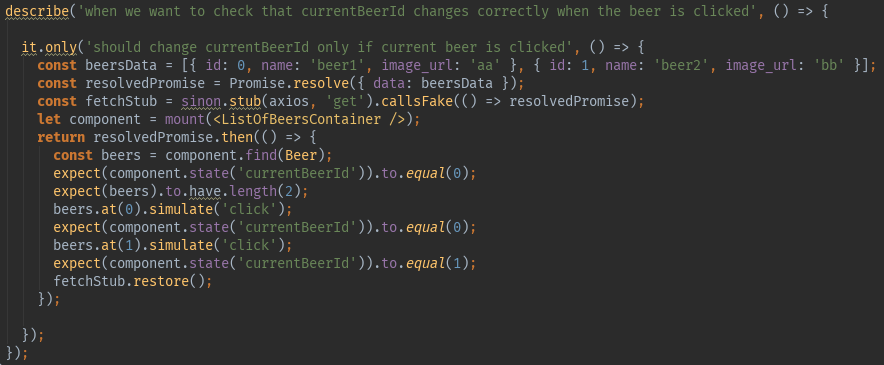 describe('when we want to check that currentBeerId changes correctly when the beer is clicked', () => {
it.only('should change currentBeerId only if current beer is clicked', () => {
const beersData = [{ id: 0, name: 'beer1', image_url: 'aa' }, { id: 1, name: 'beer2', image_url: 'bb' }];
const resolvedPromise = Promise.resolve({ data: beersData });
const fetchStub = sinon.stub(axios, 'get').callsFake(() => resolvedPromise);
let component = mount(<ListOfBeersContainer />);
return resolvedPromise.then(() => {
const beers = component.find(Beer);
expect(component.state('currentBeerId')).to.equal(0);
expect(beers).to.have.length(2);
beers.at(0).simulate('click');
expect(component.state('currentBeerId')).to.equal(0);
beers.at(1).simulate('click');
expect(component.state('currentBeerId')).to.equal(1);
fetchStub.restore();
});
});
});